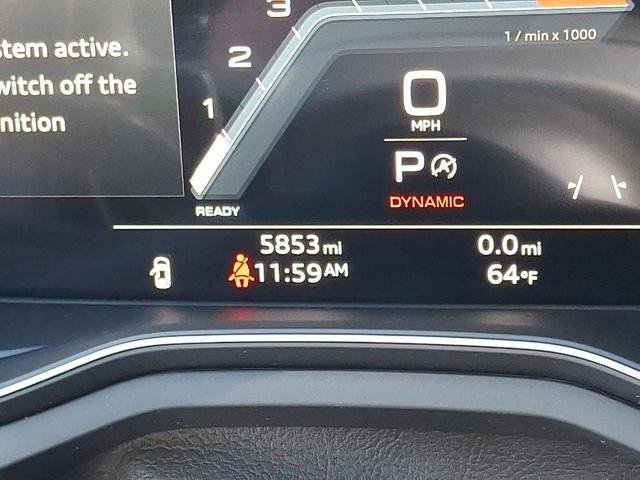 stem active.
witch off the
nition
3
2
1
READY
1 / min x 1000
0
MPH
P
DYNAMIC
5853 mi
11:59 AM
0.0 mi
64°F